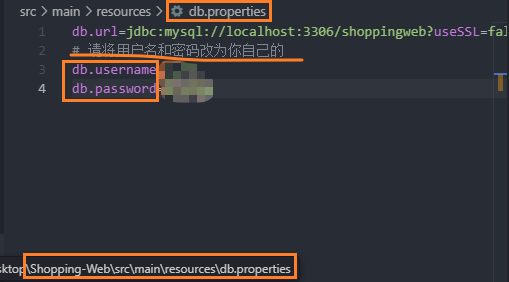 src > main > resources > db.properties
1 db.url=jdbc:mysql://localhost:3306/shoppingweb?useSSL=fal
2 # 请将用户名和密码改为你自己的
3 db.username
4 db.password=
sktop\Shopping-Web\src\main\resources\db.properties